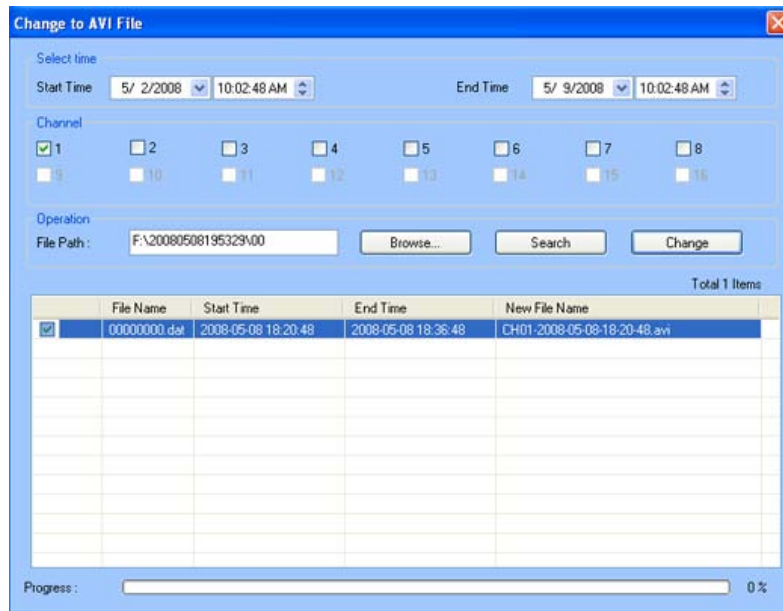 Change to AVI File
Select time
Start Time 5/ 2/2008 10:02:48 AM End Time 5/ 9/2008 10:02:48 AM
Channel
1 2 3 4 5 6 7 8
9 10 11 12 13 14 15 16
Operation
File Path : F:\20080508195329\00 Browse... Search Change
Total 1 Items
File Name Start Time End Time New File Name
00000000.dat 2008-05-08 18:20:48 2008-05-08 18:36:48 CH01-2008-05-08-18-20-48.avi
Progress : 0 %